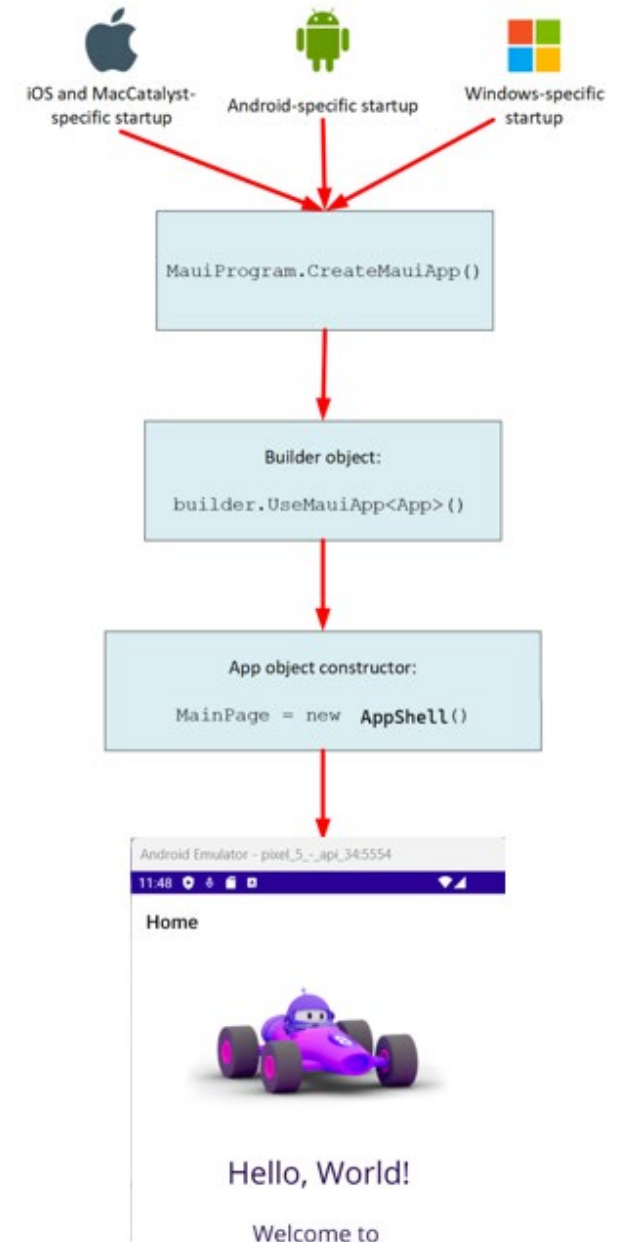 iOS and MacCatalyst-
specific startup
Android-specific startup
Windows-specific
startup
MauiProgram.CreateMauiApp()
Builder object:
builder.UseMauiApp<App>()
App object constructor:
MainPage = new AppShell()
Android Emulator - pixel_5_-_api_34:5554
11:48
Home
Hello, World!
Welcome to